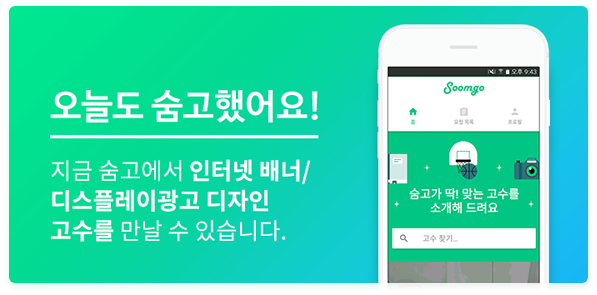 오늘도 숨고했어요!
지금 숨고에서 인터넷 배너/
디스플레이광고 디자인
고수를 만날 수 있습니다.
오후 9:43
Soomgo
홈 요청 목록 프로필
숨고가 딱! 맞는 고수를
소개해 드려요
고수 찾기...